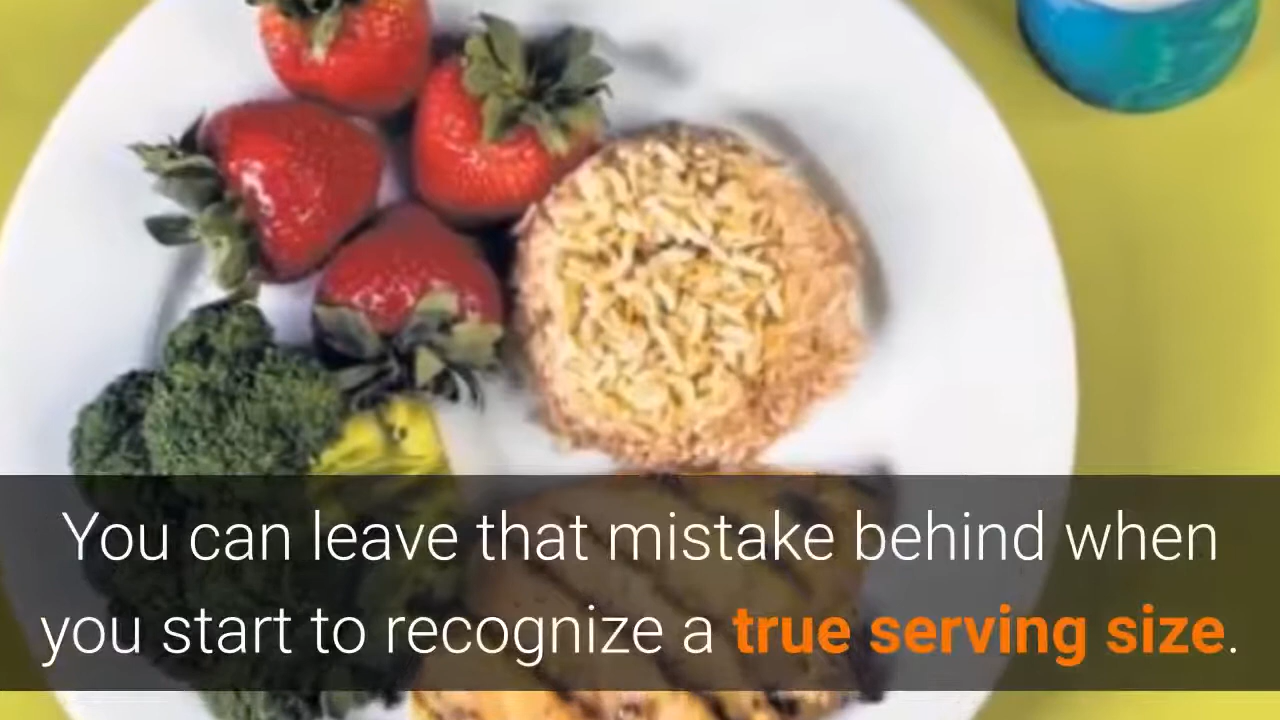 You can leave that mistake behind when
you start to recognize a true serving size.